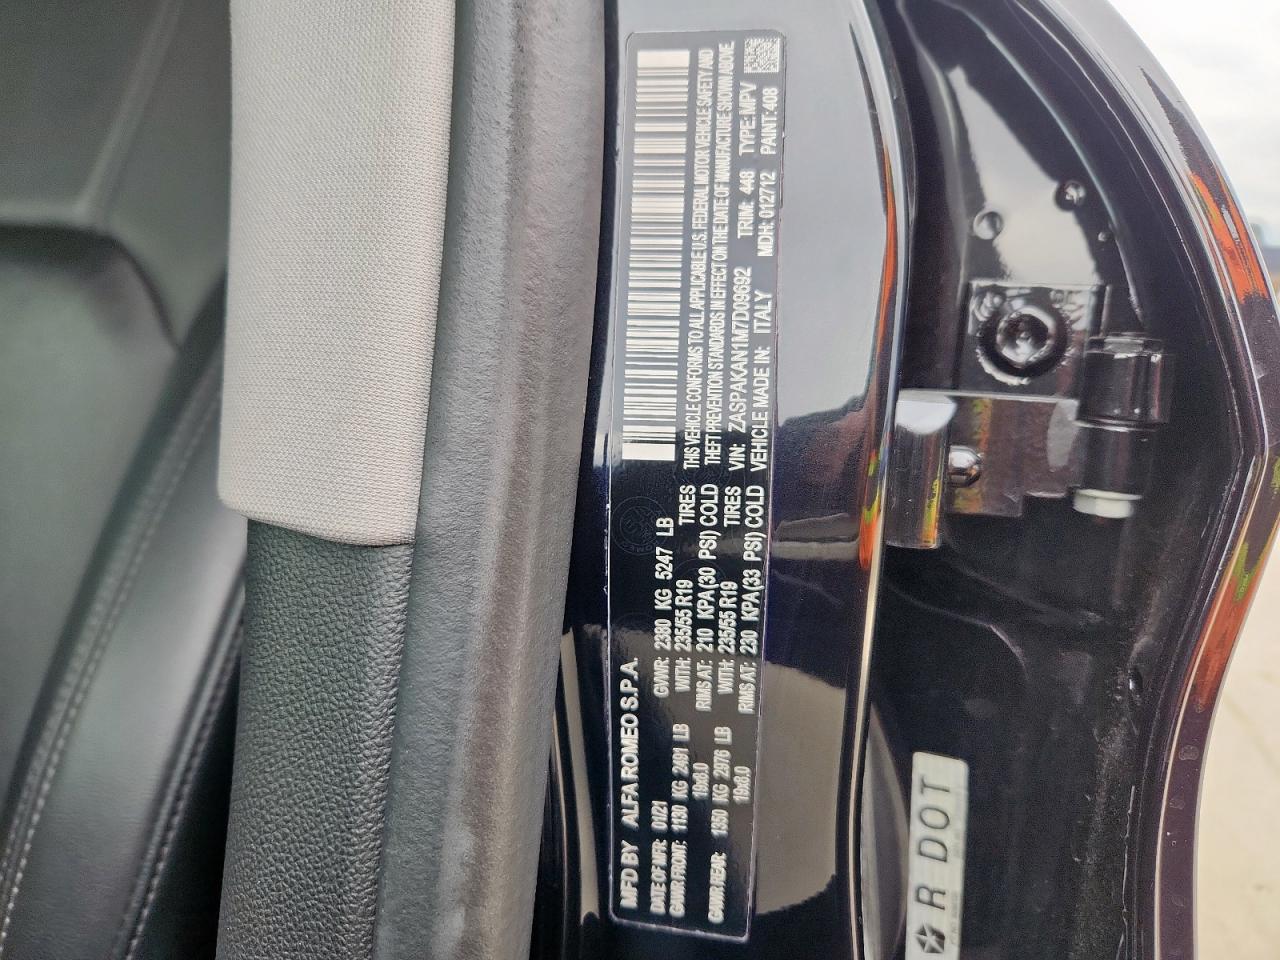 MFD BY ALFA ROMEO S.P.A.
DATE OF MFR: 01/21 GVWR: 2380 KG 5247 LB
GAWR FRONT: 1130 KG 2491 LB WITH: 235/55 R19 TIRES
19x8.0 RIMS AT: 210 KPA(30 PSI) COLD
GAWR REAR: 1350 KG 2976 LB WITH: 235/55 R19 TIRES
19x8.0 RIMS AT: 230 KPA(33 PSI) COLD
THIS VEHICLE CONFORMS TO ALL APPLICABLE U.S. FEDERAL MOTOR VEHICLE SAFETY AND
THEFT PREVENTION STANDARDS IN EFFECT ON THE DATE OF MANUFACTURE SHOWN ABOVE
VIN: ZASPAKAN1M7D09692 TRIM: 448 TYPE: MPV
VEHICLE MADE IN: ITALY MDH: 012712 PAINT: 408
R DOT